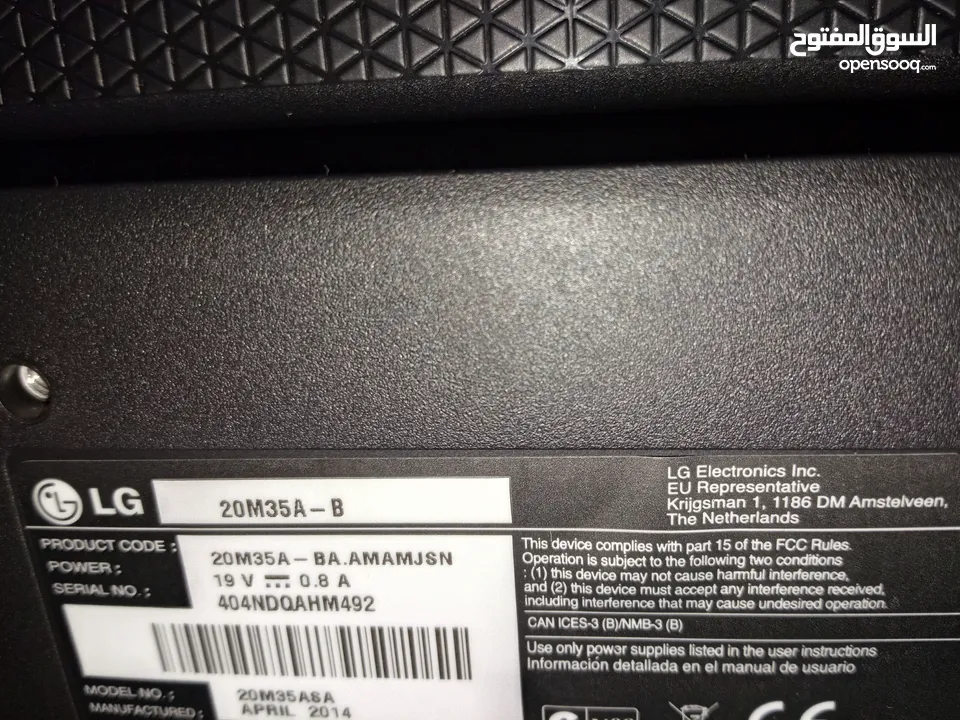 السوق المفتوح
opensooq.com
LG
20M35A-B
LG Electronics Inc.
EU Representative
Krijgsman 1, 1186 DM Amstelveen,
The Netherlands
PRODUCT CODE : 20M35A-BA.AMAMJSN
POWER : 19 V 0.8 A
SERIAL NO. : 404NDQAHM492
This device complies with part 15 of the FCC Rules.
Operation is subject to the following two conditions
: (1) this device may not cause harmful interference,
and (2) this device must accept any interference received,
including interference that may cause undesired operation.
CAN ICES-3 (B)/NMB-3 (B)
Use only power supplies listed in the user instructions
Información detallada en el manual de usuario
MODEL NO. : 20M35ASA
MANUFACTURED : APRIL 2014
CE